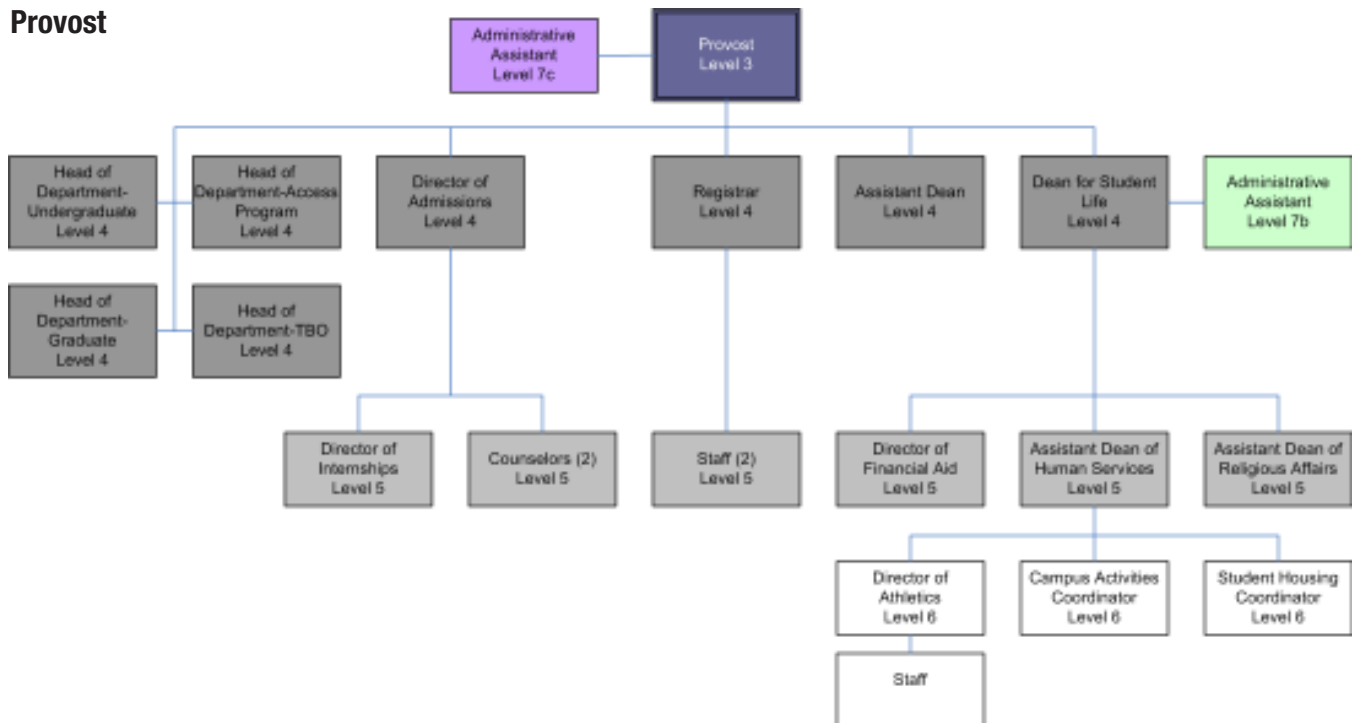 Provost
Administrative
Assistant
Level 7c
Provost
Level 3
Head of
Department-
Undergraduate
Level 4
Head of
Department-Access
Program
Level 4
Director of
Admissions
Level 4
Registrar
Level 4
Assistant Dean
Level 4
Dean for Student
Life
Level 4
Administrative
Assistant
Level 7b
Head of
Department-
Graduate
Level 4
Head of
Department-TBO
Level 4
Director of
Internships
Level 5
Counselors (2)
Level 5
Staff (2)
Level 5
Director of
Financial Aid
Level 5
Assistant Dean of
Human Services
Level 5
Assistant Dean of
Religious Affairs
Level 5
Director of
Athletics
Level 6
Campus Activities
Coordinator
Level 6
Student Housing
Coordinator
Level 6
Staff